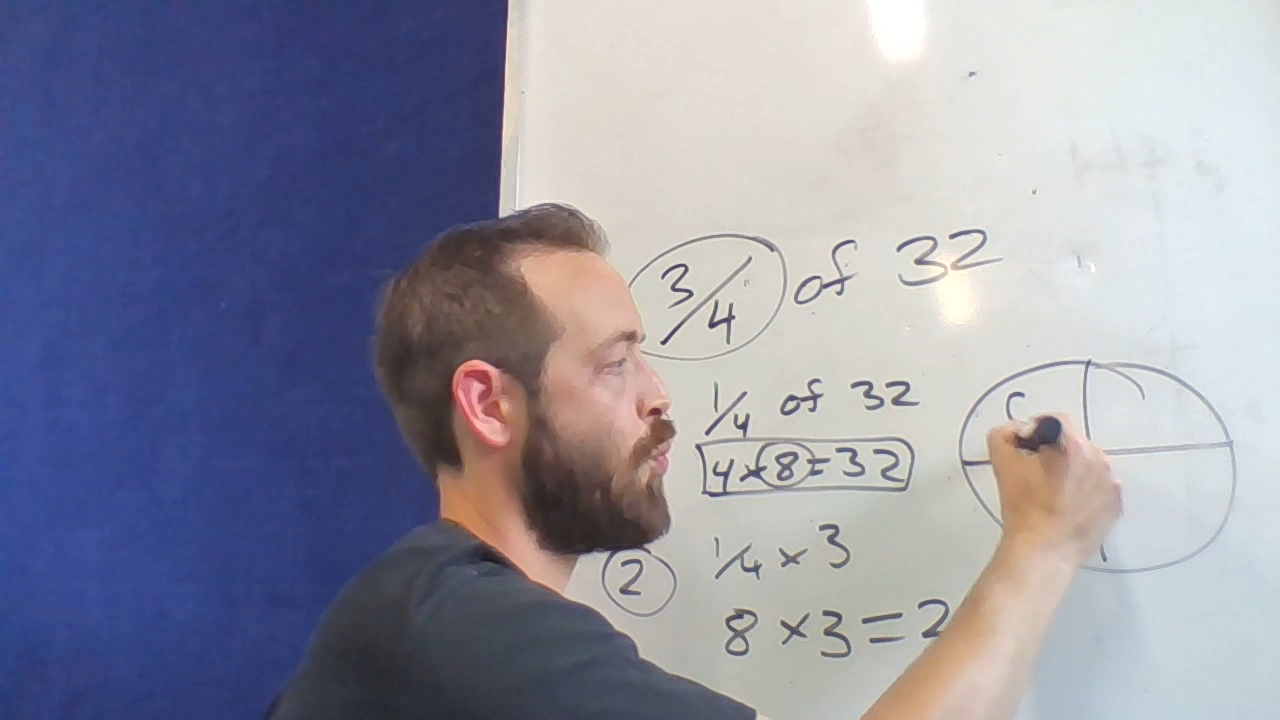 3/4 of 32
1/4 of 32
4×8=32
2 1/4 × 3
8 × 3 = 2